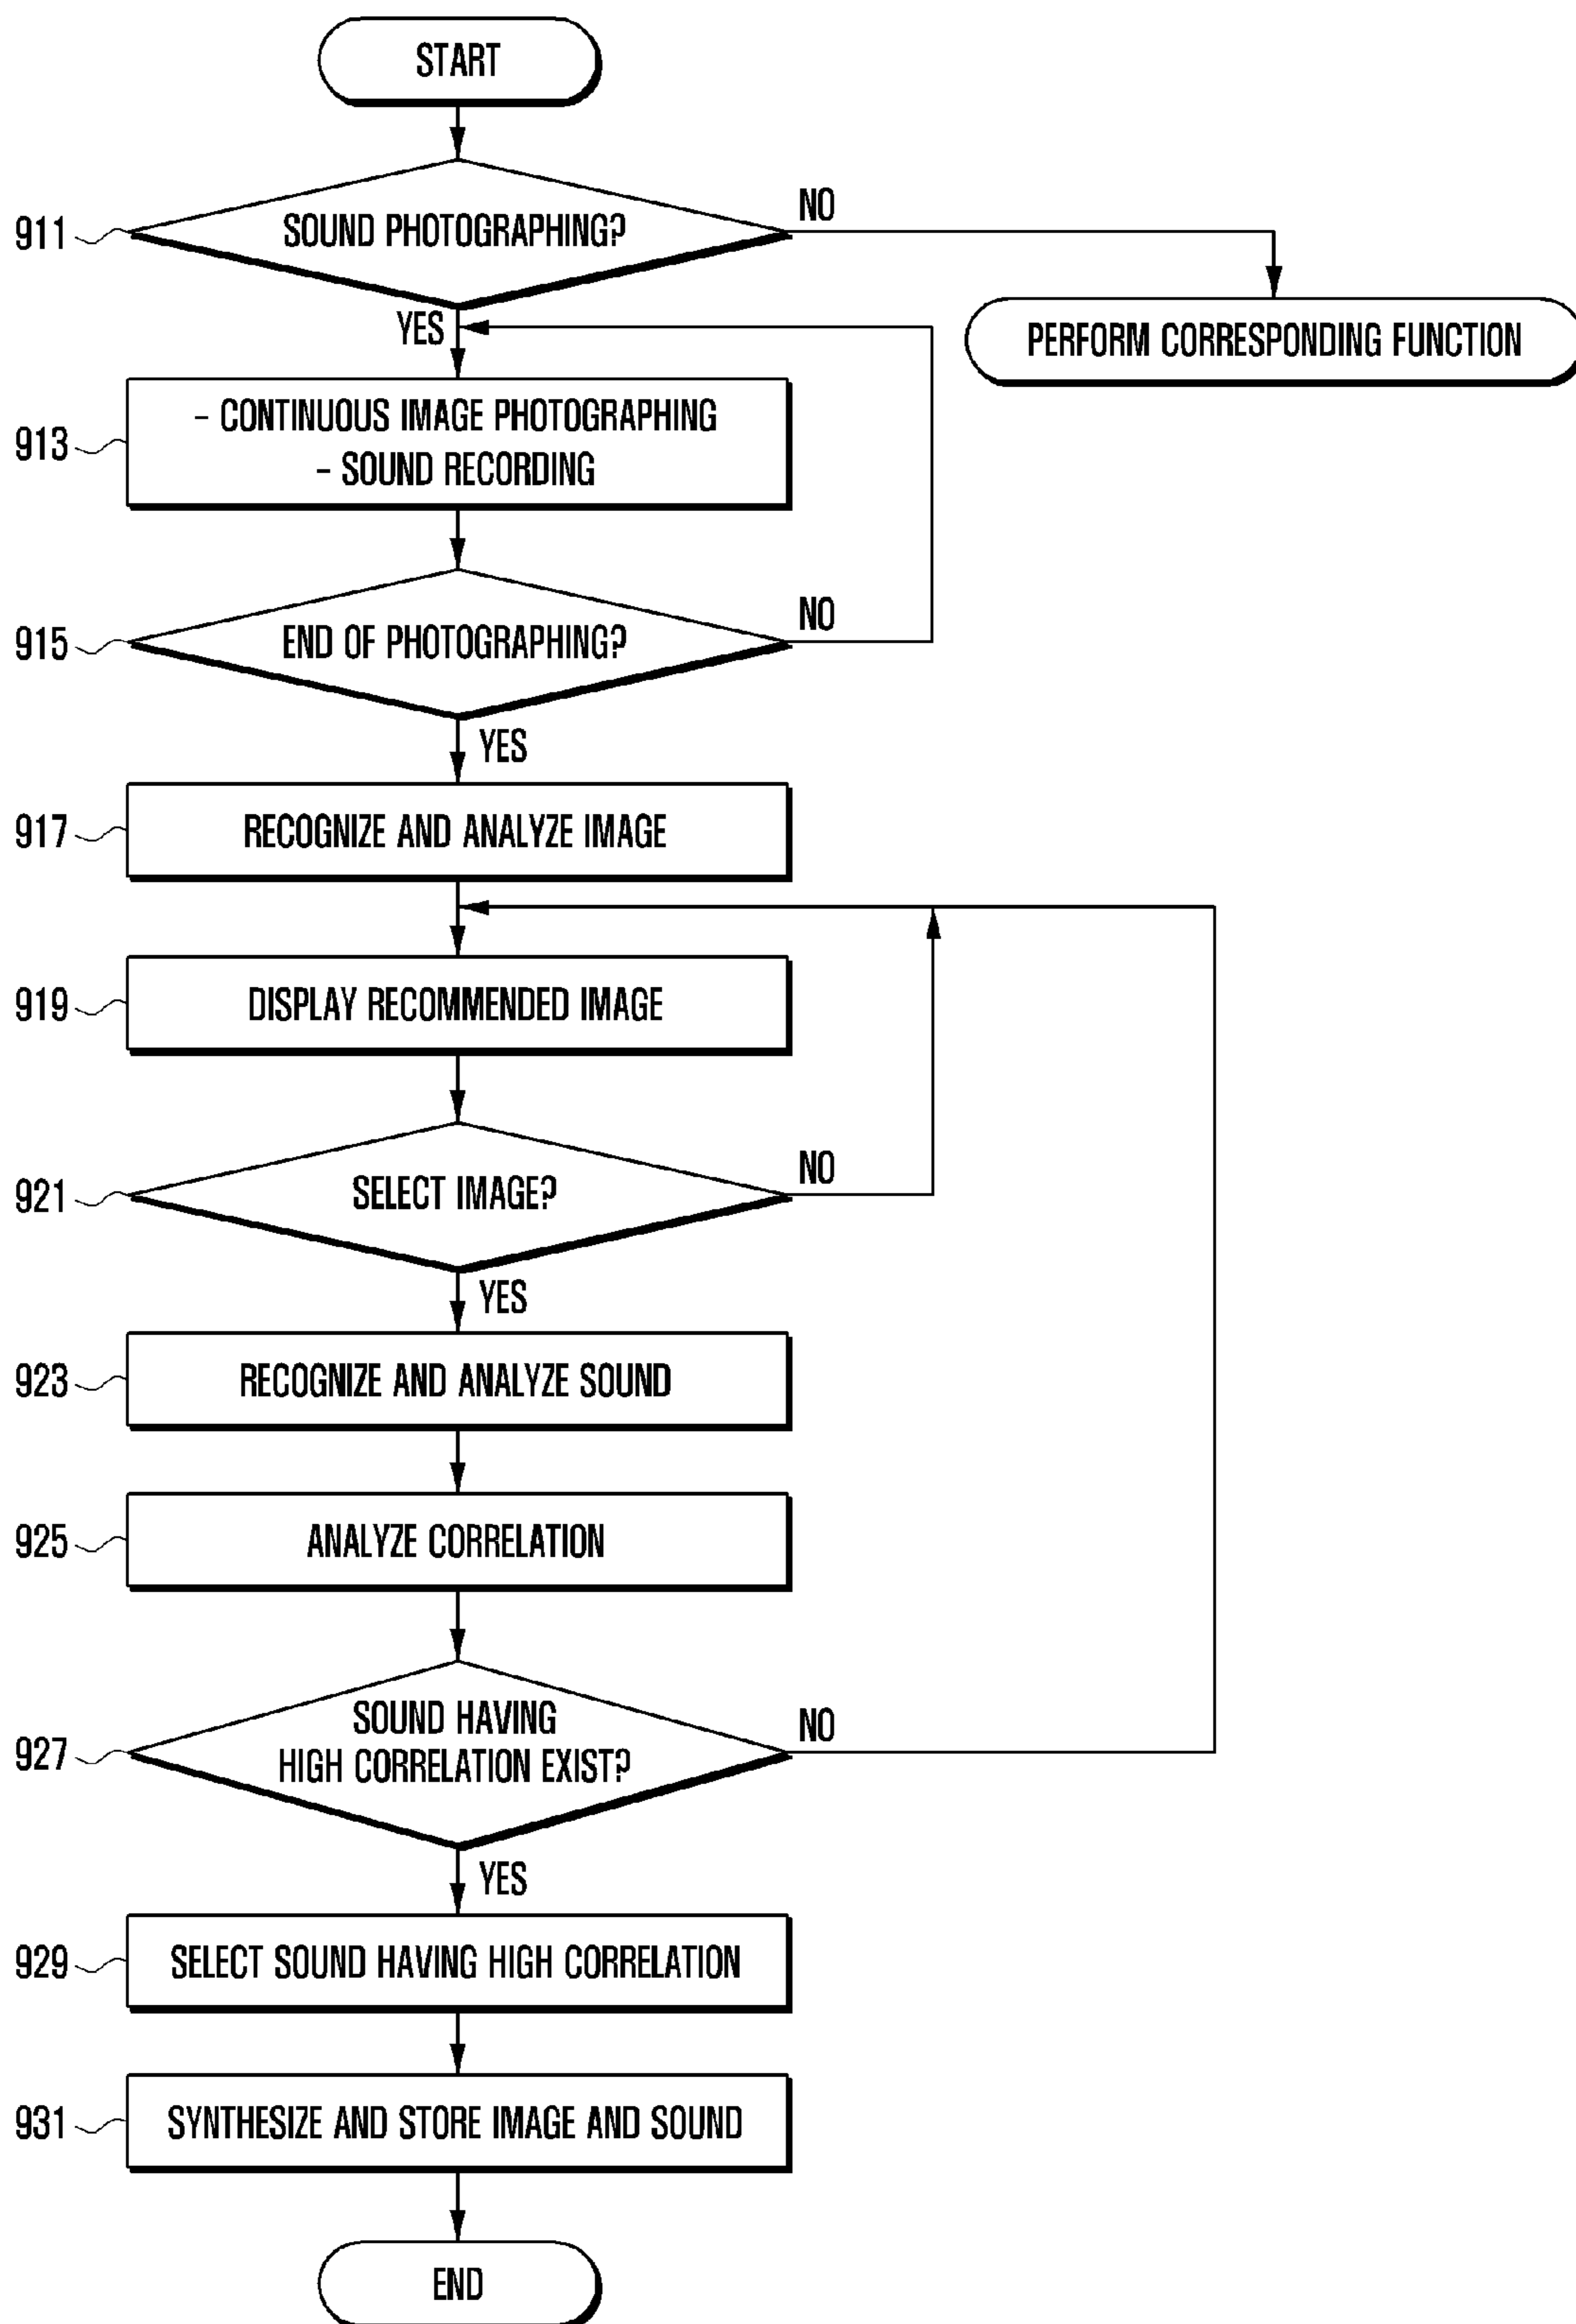 START
911
SOUND PHOTOGRAPHING?
NO
PERFORM CORRESPONDING FUNCTION
YES
913
- CONTINUOUS IMAGE PHOTOGRAPHING
- SOUND RECORDING
915
END OF PHOTOGRAPHING?
NO
YES
917
RECOGNIZE AND ANALYZE IMAGE
919
DISPLAY RECOMMENDED IMAGE
921
SELECT IMAGE?
NO
YES
923
RECOGNIZE AND ANALYZE SOUND
925
ANALYZE CORRELATION
927
SOUND HAVING
HIGH CORRELATION EXIST?
NO
YES
929
SELECT SOUND HAVING HIGH CORRELATION
931
SYNTHESIZE AND STORE IMAGE AND SOUND
END